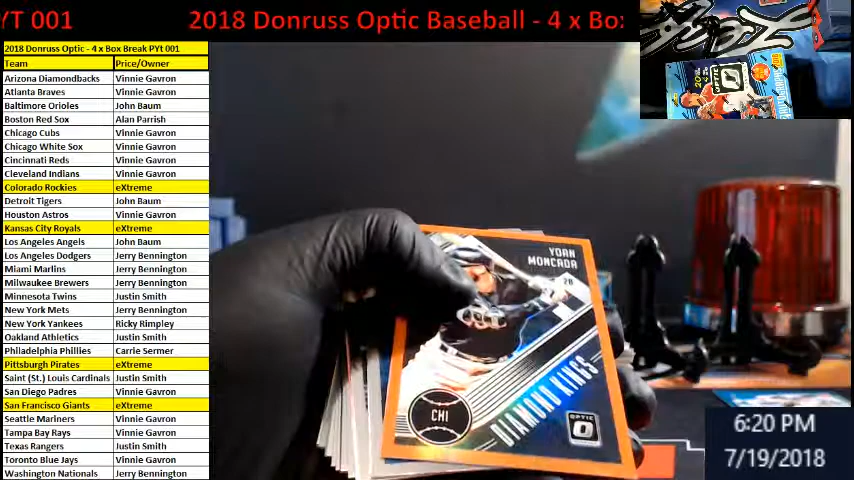 YT 001
2018 Donruss Optic Baseball - 4 x Box
2018 Donruss Optic - 4 x Box Break PYt 001
Team Price/Owner
Arizona Diamondbacks Vinnie Gavron
Atlanta Braves Vinnie Gavron
Baltimore Orioles John Baum
Boston Red Sox Alan Parrish
Chicago Cubs Vinnie Gavron
Chicago White Sox Vinnie Gavron
Cincinnati Reds Vinnie Gavron
Cleveland Indians Vinnie Gavron
Colorado Rockies eXtreme
Detroit Tigers John Baum
Houston Astros Vinnie Gavron
Kansas City Royals eXtreme
Los Angeles Angels John Baum
Los Angeles Dodgers Jerry Bennington
Miami Marlins Jerry Bennington
Milwaukee Brewers Jerry Bennington
Minnesota Twins Justin Smith
New York Mets Jerry Bennington
New York Yankees Ricky Rimpley
Oakland Athletics Justin Smith
Philadelphia Phillies Carrie Sermer
Pittsburgh Pirates eXtreme
Saint (St.) Louis Cardinals Justin Smith
San Diego Padres Vinnie Gavron
San Francisco Giants eXtreme
Seattle Mariners Vinnie Gavron
Tampa Bay Rays Vinnie Gavron
Texas Rangers Justin Smith
Toronto Blue Jays Vinnie Gavron
Washington Nationals Jerry Bennington
YOAN
MONCADA
CHI
DIAMOND KINGS
OPTIC
6:20 PM
7/19/2018